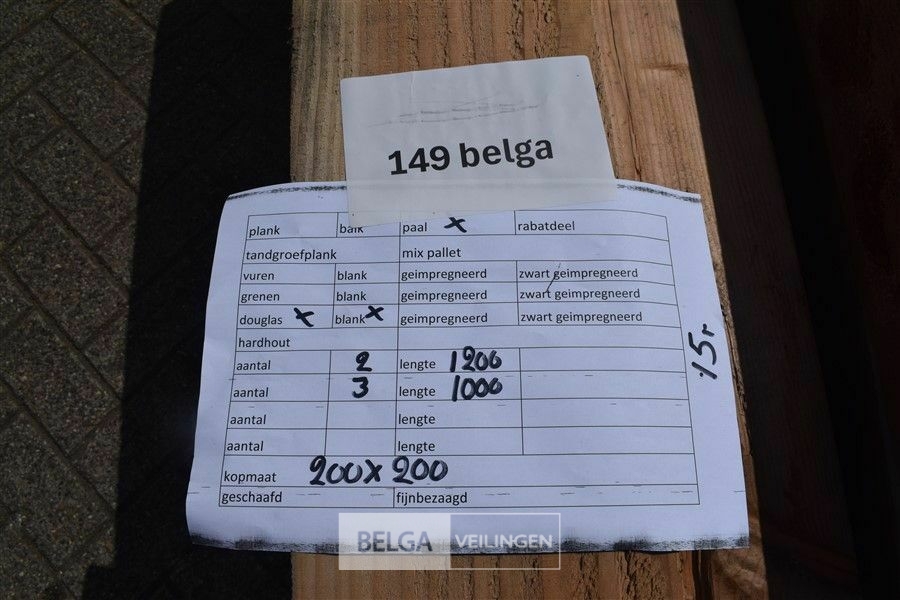 149 belga
plank balk paal x rabatdeel
tandgroefplank mix pallet
vuren blank geimpregneerd zwart geimpregneerd
grenen blank geimpregneerd zwart geimpregneerd
douglas x blank x geimpregneerd zwart geimpregneerd
hardhout
aantal 2 lengte 1200
aantal 3 lengte 1000
aantal lengte
aantal lengte
kopmaat 200x200
geschaafd fijnbezaagd
BELGA VEILINGEN